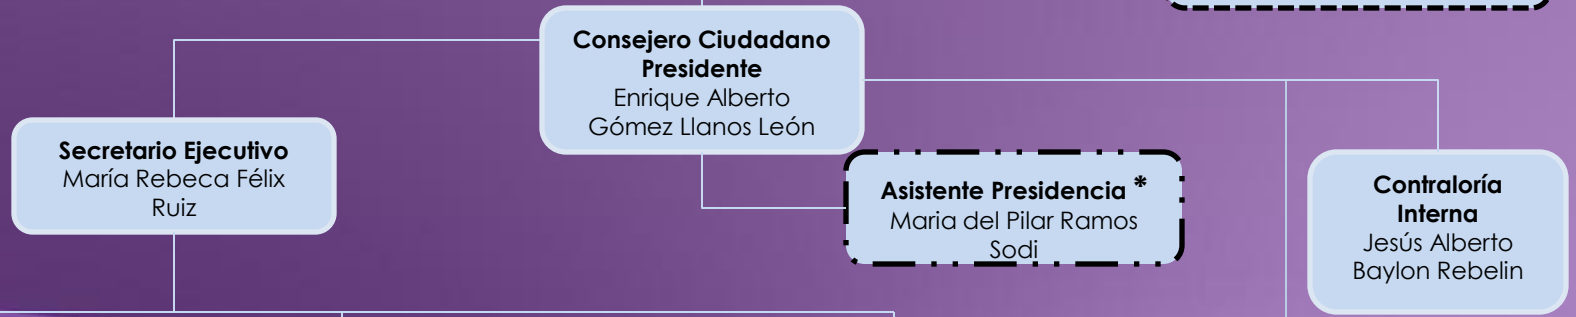 Consejero Ciudadano
Presidente
Enrique Alberto
Gómez Llanos León
Secretario Ejecutivo
María Rebeca Félix
Ruiz
Asistente Presidencia *
Maria del Pilar Ramos
Sodi
Contraloría
Interna
Jesús Alberto
Baylon Rebelin